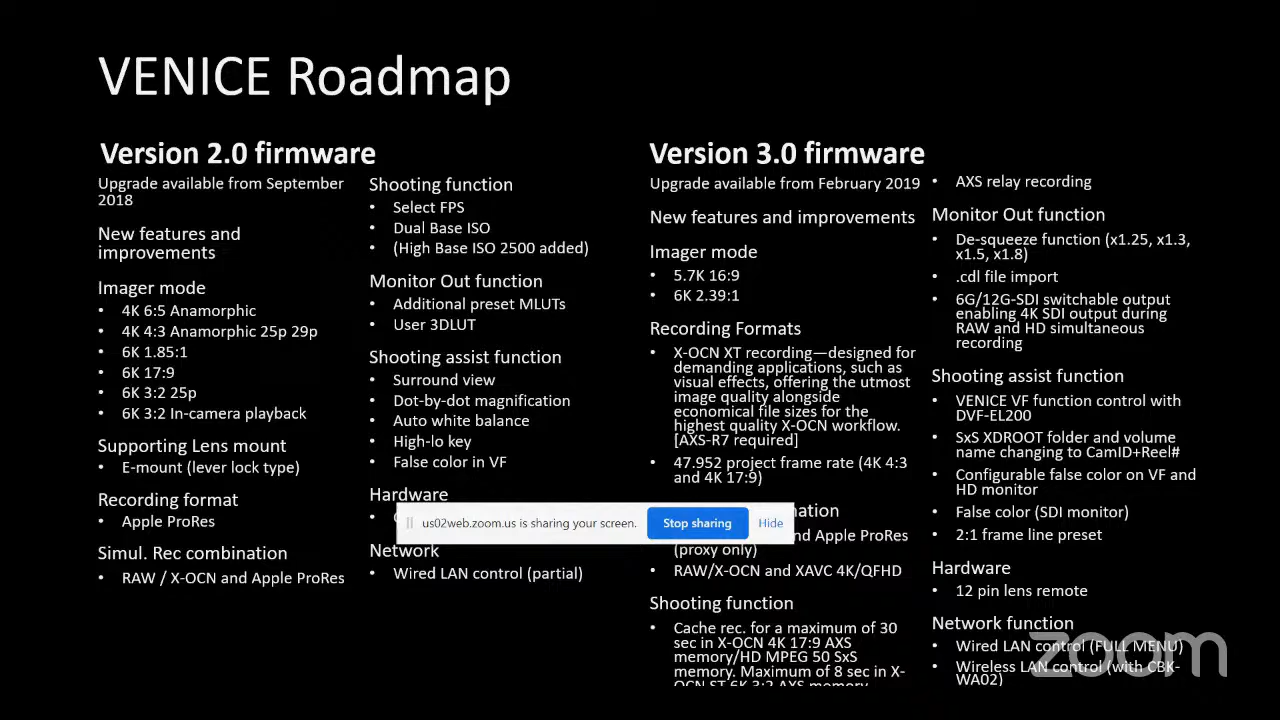 VENICE Roadmap
Version 2.0 firmware
Upgrade available from September
2018
New features and
improvements
Imager mode
• 4K 6:5 Anamorphic
• 4K 4:3 Anamorphic 25p 29p
• 6K 1.85:1
• 6K 17:9
• 6K 3:2 25p
• 6K 3:2 In-camera playback
Supporting Lens mount
• E-mount (lever lock type)
Recording format
• Apple ProRes
Simul. Rec combination
• RAW / X-OCN and Apple ProRes
Shooting function
• Select FPS
• Dual Base ISO
• (High Base ISO 2500 added)
Monitor Out function
• Additional preset MLUTs
• User 3DLUT
Shooting assist function
• Surround view
• Dot-by-dot magnification
• Auto white balance
• High-lo key
• False color in VF
Hardware
Network
• Wired LAN control (partial)
us02web.zoom.us is sharing your screen.
Stop sharing
Hide
Version 3.0 firmware
Upgrade available from February 2019
New features and improvements
Imager mode
• 5.7K 16:9
• 6K 2.39:1
Recording Formats
• X-OCN XT recording—designed for
demanding applications, such as
visual effects, offering the utmost
image quality alongside
economical file sizes for the
highest quality X-OCN workflow.
[AXS-R7 required]
• 47.952 project frame rate (4K 4:3
and 4K 17:9)
and Apple ProRes
(proxy only)
• RAW/X-OCN and XAVC 4K/QFHD
Shooting function
• Cache rec. for a maximum of 30
sec in X-OCN 4K 17:9 AXS
memory/HD MPEG 50 SxS
memory. Maximum of 8 sec in X-
OCN ST 6K 3:2 AXS memory
• AXS relay recording
Monitor Out function
• De-squeeze function (x1.25, x1.3,
x1.5, x1.8)
• .cdl file import
• 6G/12G-SDI switchable output
enabling 4K SDI output during
RAW and HD simultaneous
recording
Shooting assist function
• VENICE VF function control with
DVF-EL200
• SxS XDROOT folder and volume
name changing to CamID+Reel#
• Configurable false color on VF and
HD monitor
• False color (SDI monitor)
• 2:1 frame line preset
Hardware
• 12 pin lens remote
Network function
• Wired LAN control (FULL MENU)
• Wireless LAN control (with CBK-
WA02)
zoom